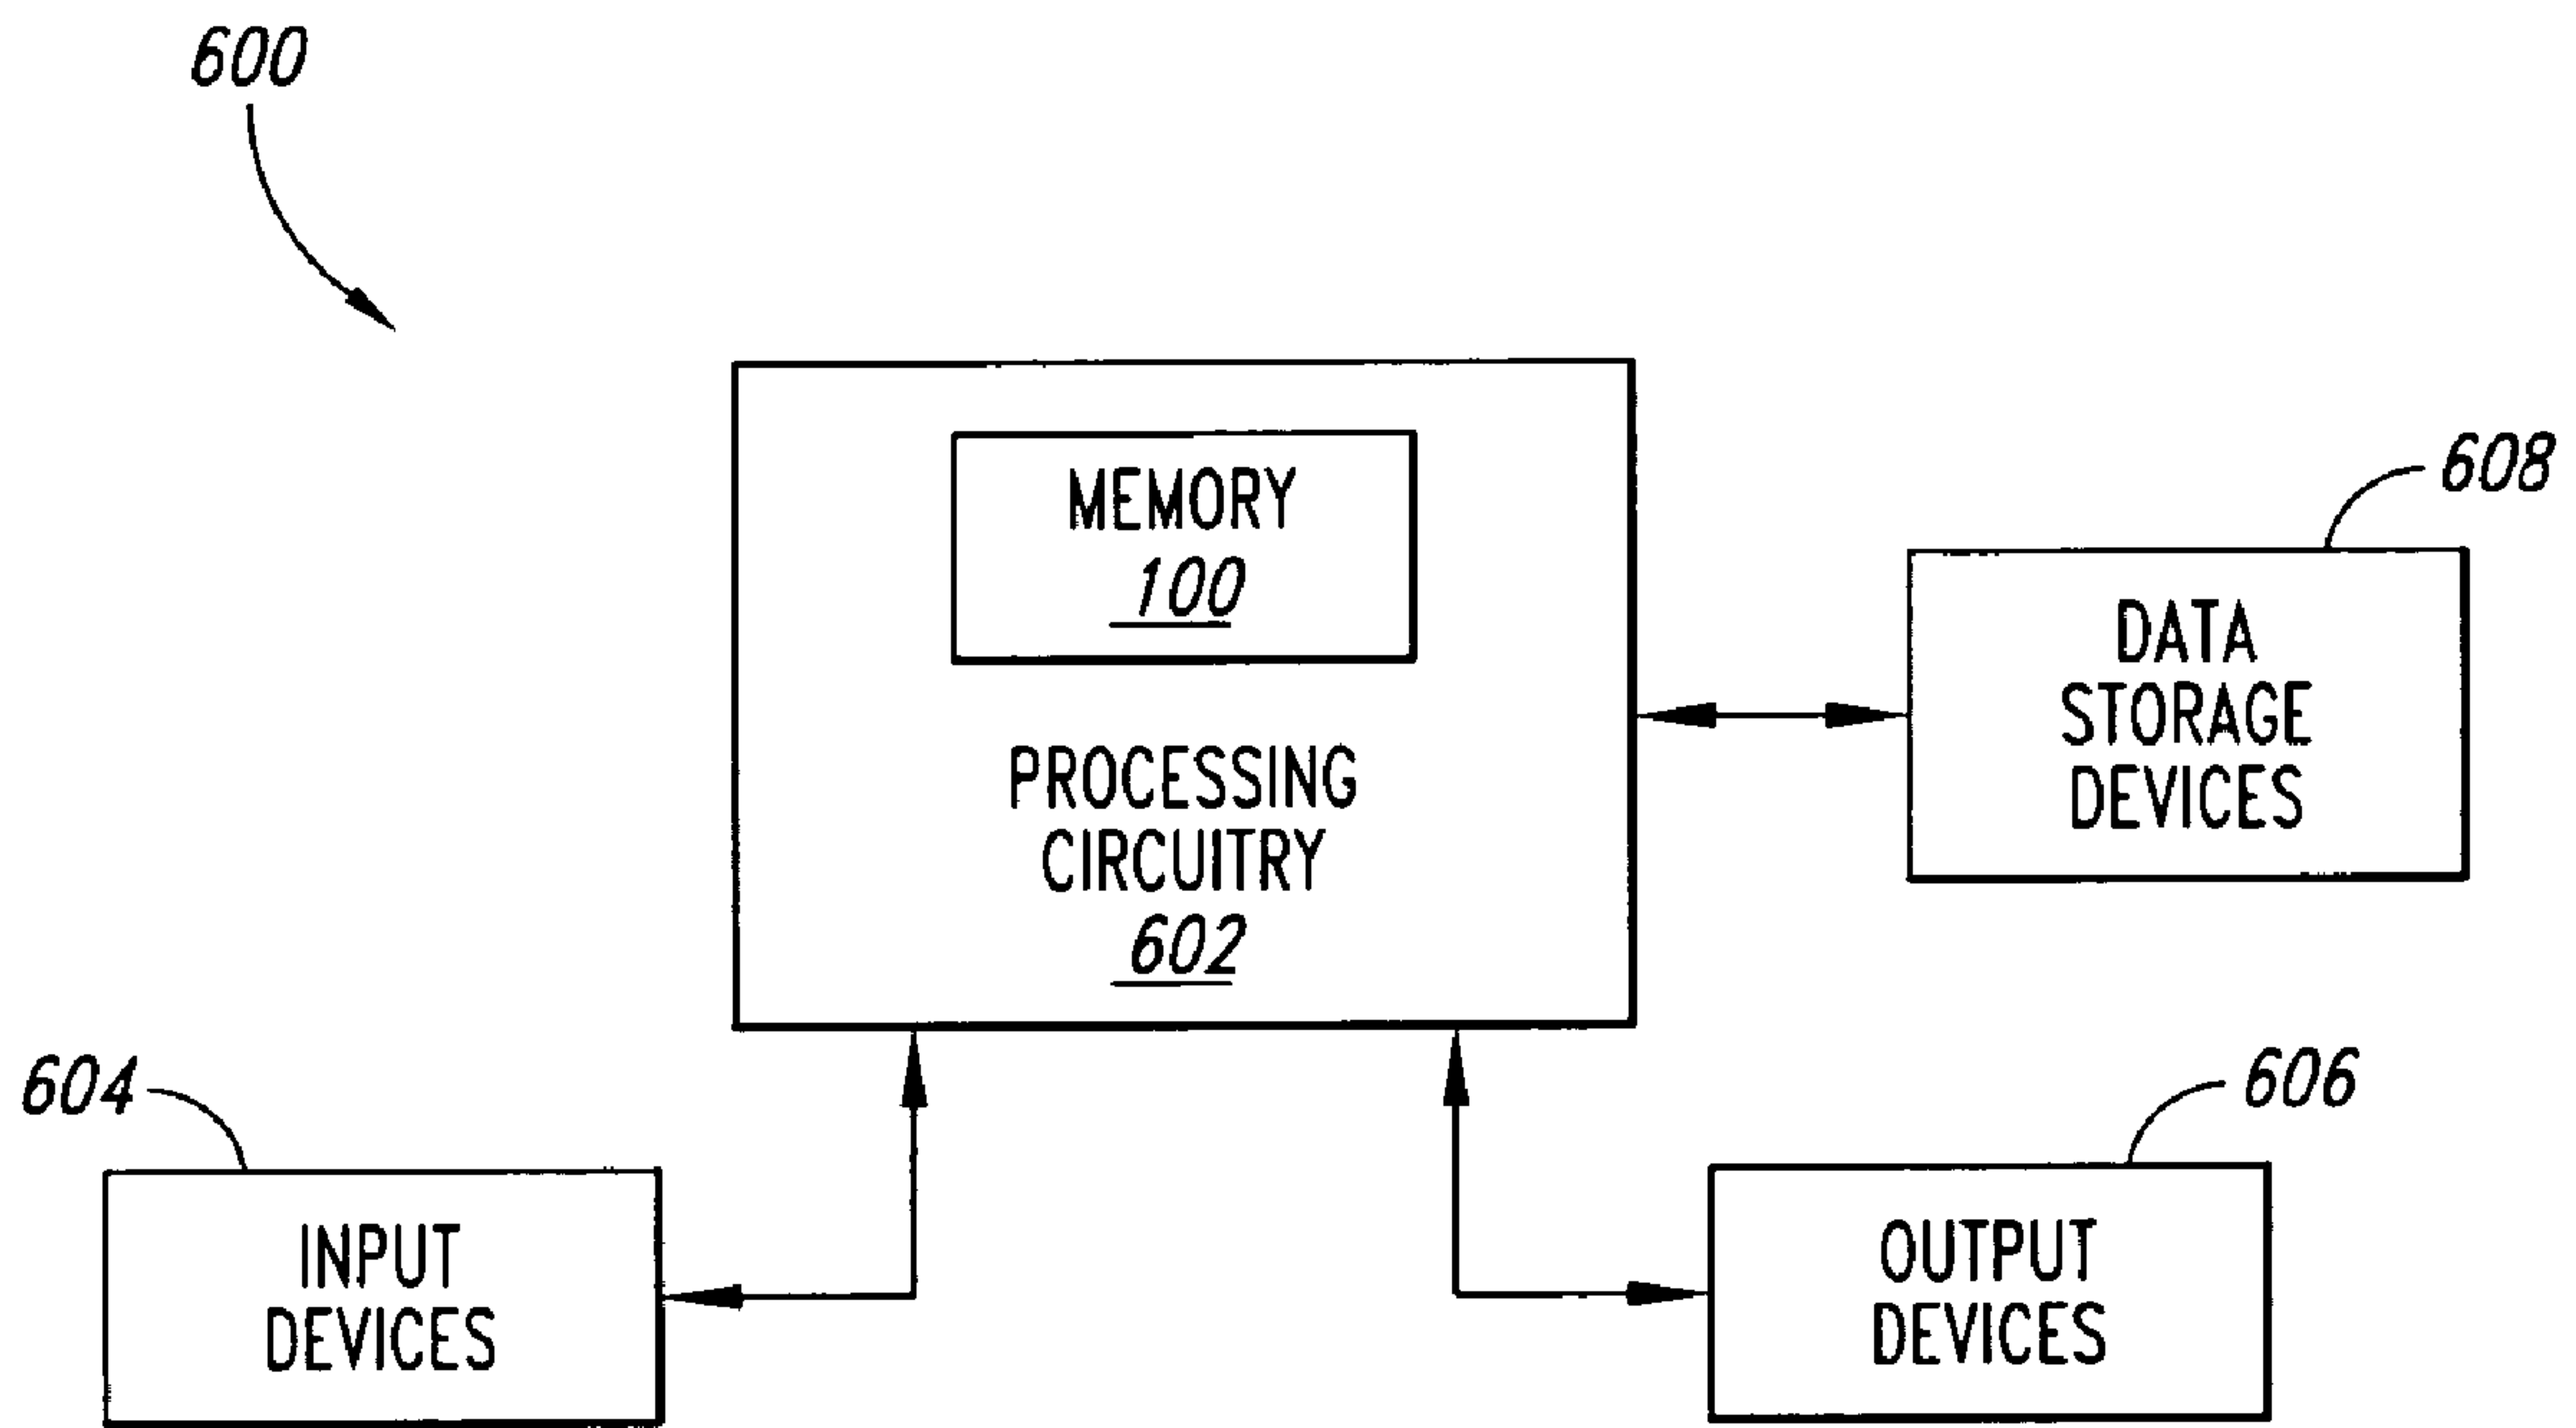 600
MEMORY
100
608
DATA
STORAGE
DEVICES
PROCESSING
CIRCUITRY
602
604
606
INPUT
DEVICES
OUTPUT
DEVICES